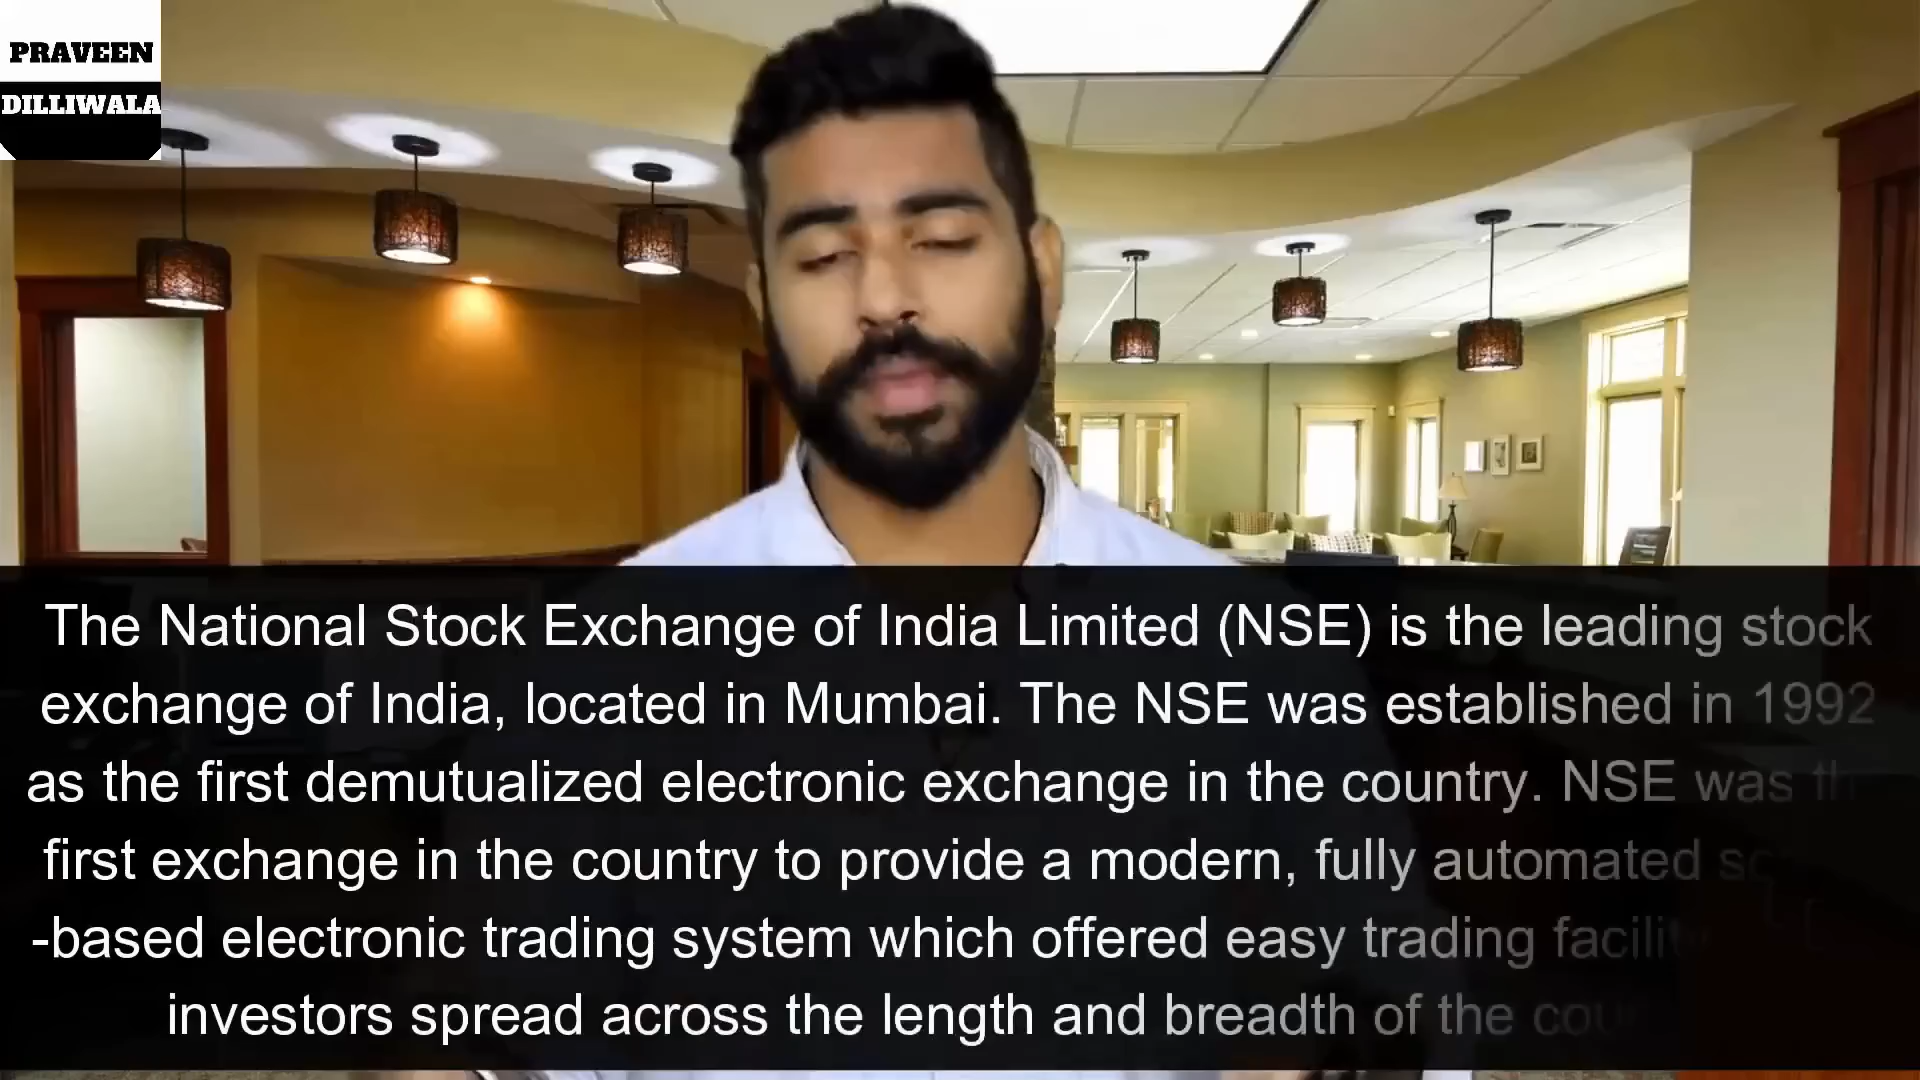 PRAVEEN
DILLIWALA
The National Stock Exchange of India Limited (NSE) is the leading stock
exchange of India, located in Mumbai. The NSE was established in 1992
as the first demutualized electronic exchange in the country. NSE was
first exchange in the country to provide a modern, fully automated
-based electronic trading system which offered easy trading
investors spread across the length and breadth of the